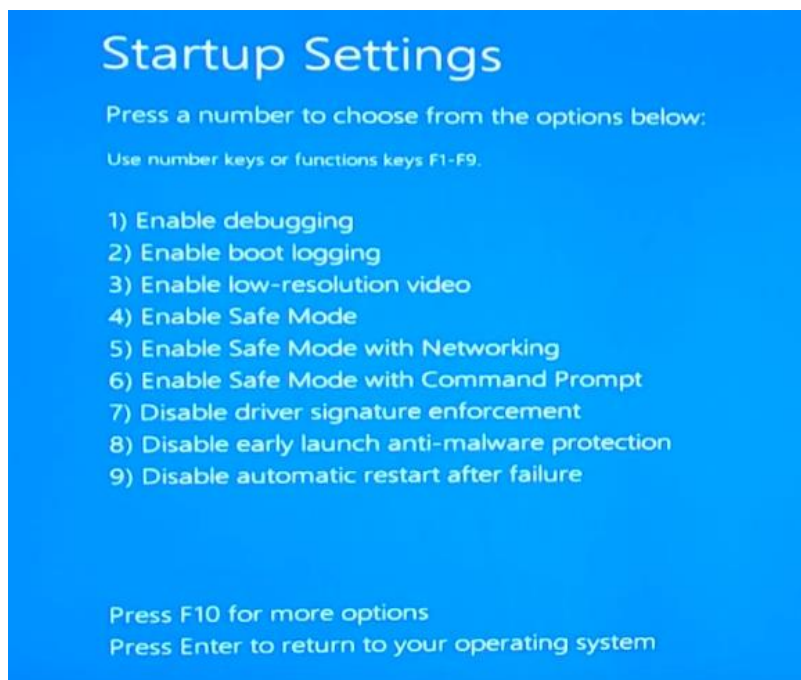 Startup Settings
Press a number to choose from the options below:
Use number keys or functions keys F1-F9.
1) Enable debugging
2) Enable boot logging
3) Enable low-resolution video
4) Enable Safe Mode
5) Enable Safe Mode with Networking
6) Enable Safe Mode with Command Prompt
7) Disable driver signature enforcement
8) Disable early launch anti-malware protection
9) Disable automatic restart after failure
Press F10 for more options
Press Enter to return to your operating system